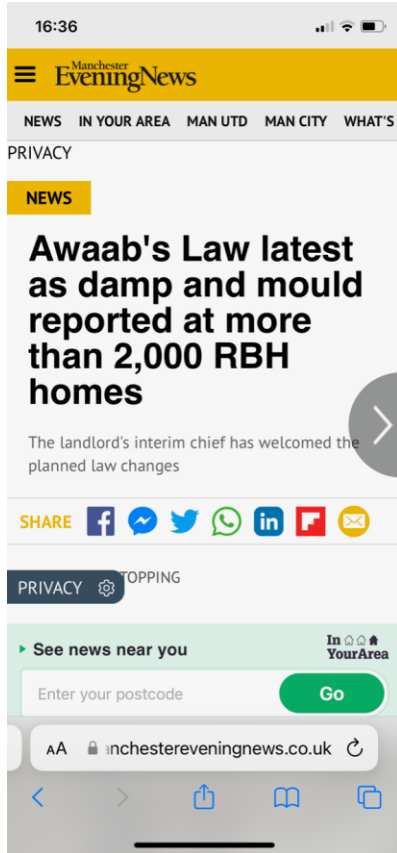 16:36
Manchester
EveningNews
NEWS IN YOUR AREA MAN UTD MAN CITY WHAT'S
PRIVACY
NEWS
Awaab's Law latest
as damp and mould
reported at more
than 2,000 RBH
homes
The landlord's interim chief has welcomed the
planned law changes
SHARE
PRIVACY TOPPING
See news near you
In
YourArea
Enter your postcode
Go
AA nchestereveningnews.co.uk